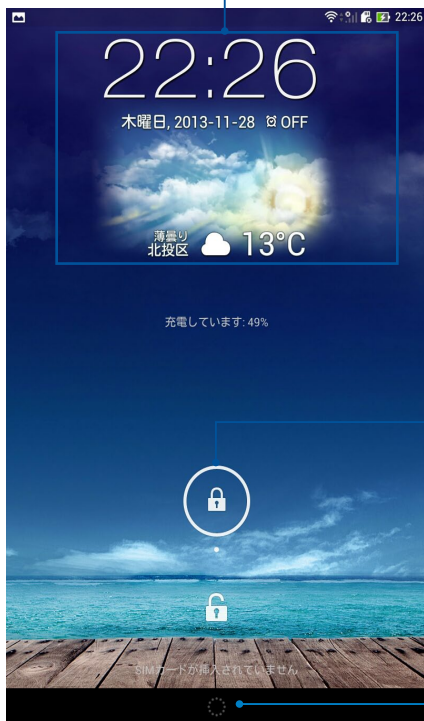 22:26
22:26
木曜日, 2013-11-28 OFF
薄曇り
北投区 13°C
充電しています: 49%
SIMカードが挿入されていません